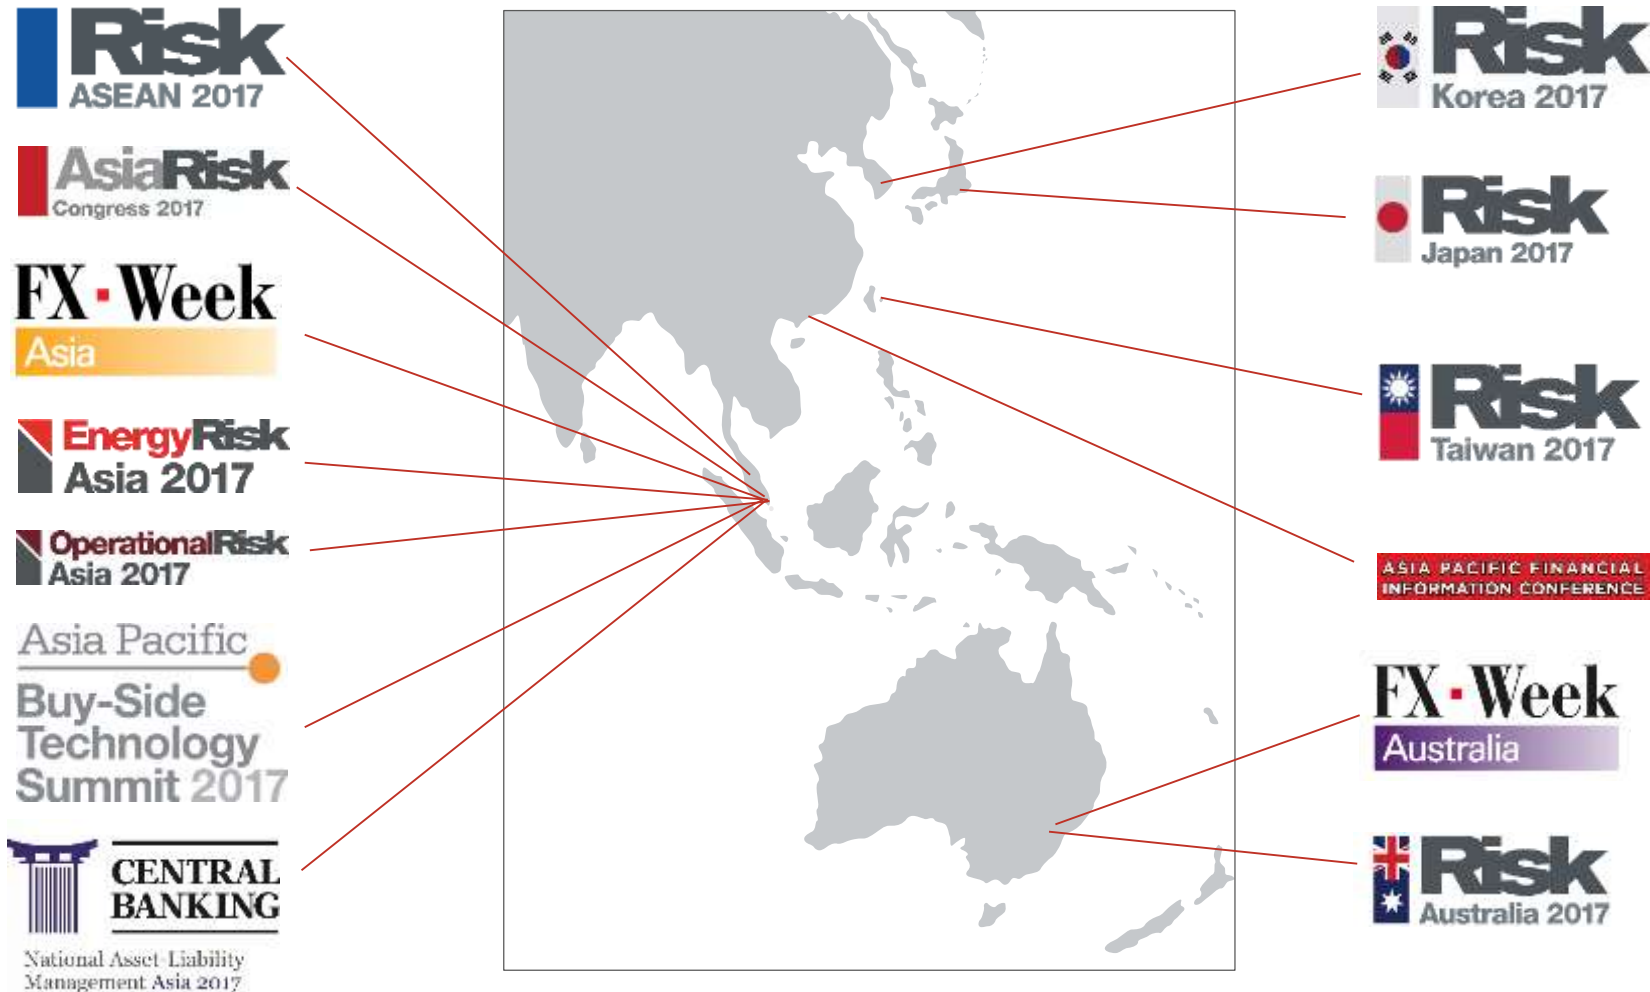 Risk
ASEAN 2017
AsiaRisk
Congress 2017
FX Week
Asia
EnergyRisk
Asia 2017
OperationalRisk
Asia 2017
Asia Pacific
Buy-Side
Technology
Summit 2017
CENTRAL
BANKING
National Asset-Liability
Management Asia 2017
Risk
Korea 2017
Risk
Japan 2017
Risk
Taiwan 2017
ASIA PACIFIC FINANCIAL
INFORMATION CONFERENCE
FX Week
Australia
Risk
Australia 2017